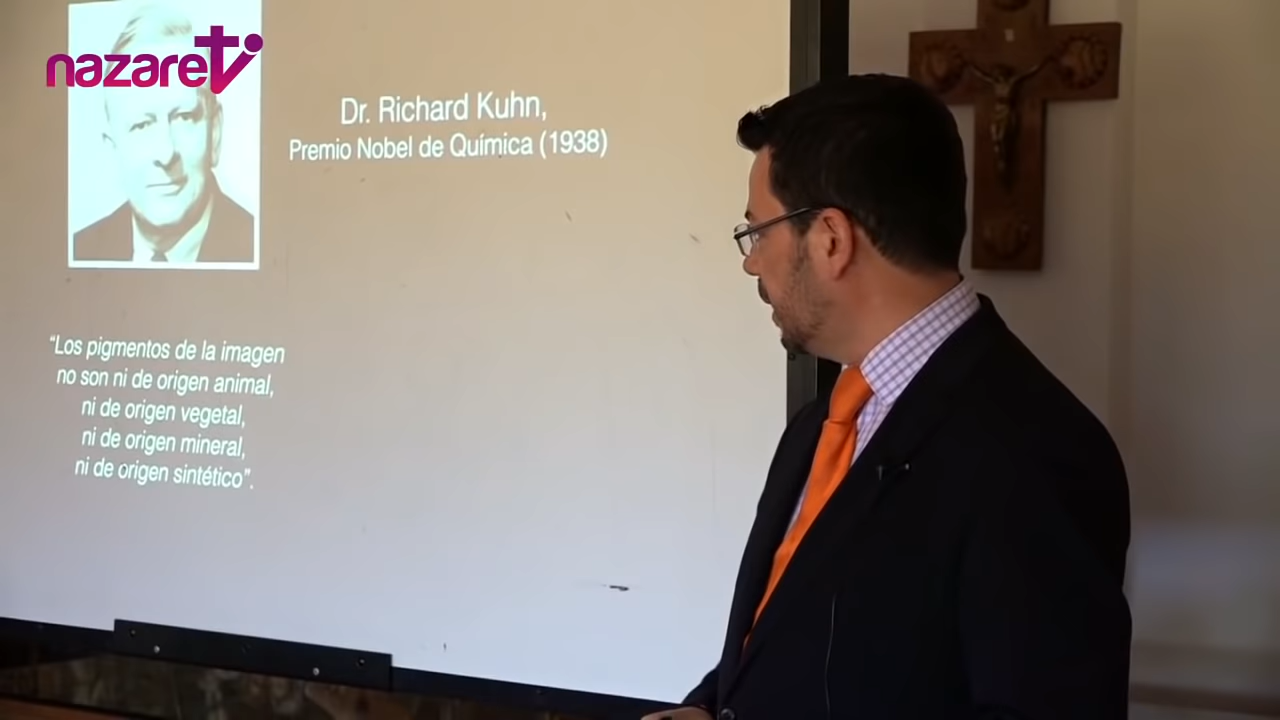 nazaretv
Dr. Richard Kuhn,
Premio Nobel de Química (1938)
“Los pigmentos de la imagen
no son ni de origen animal,
ni de origen vegetal,
ni de origen mineral,
ni de origen sintético”.